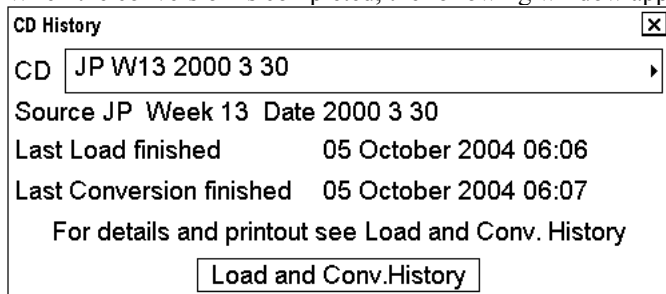 CD History
CD JP W13 2000 3 30
Source JP Week 13 Date 2000 3 30
Last Load finished 05 October 2004 06:06
Last Conversion finished 05 October 2004 06:07
For details and printout see Load and Conv. History
Load and Conv.History